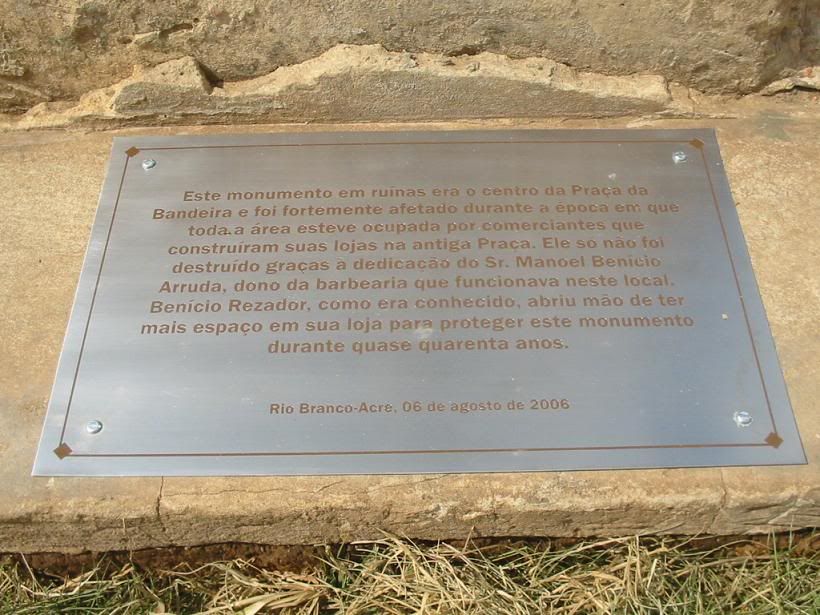 Este monumento em ruínas era o centro da Praça da
Bandeira e foi fortemente afetado durante a época em que
toda a área esteve ocupada por comerciantes que
construíram suas lojas na antiga Praça. Ele só não foi
destruído graças à dedicação do Sr. Manoel Benício
Arruda, dono da barbearia que funcionava neste local.
Benício Rezador, como era conhecido, abriu mão de ter
mais espaço em sua loja para proteger este monumento
durante quase quarenta anos.
Rio Branco-Acre, 06 de agosto de 2006